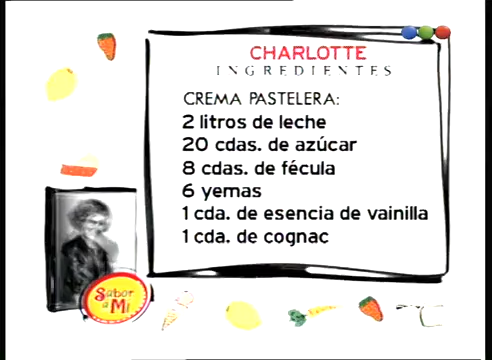 CHARLOTTE
INGREDIENTES
CREMA PASTELERA:
2 litros de leche
20 cdas. de azúcar
8 cdas. de fécula
6 yemas
1 cda. de esencia de vainilla
1 cda. de cognac
Sabor
a Mí